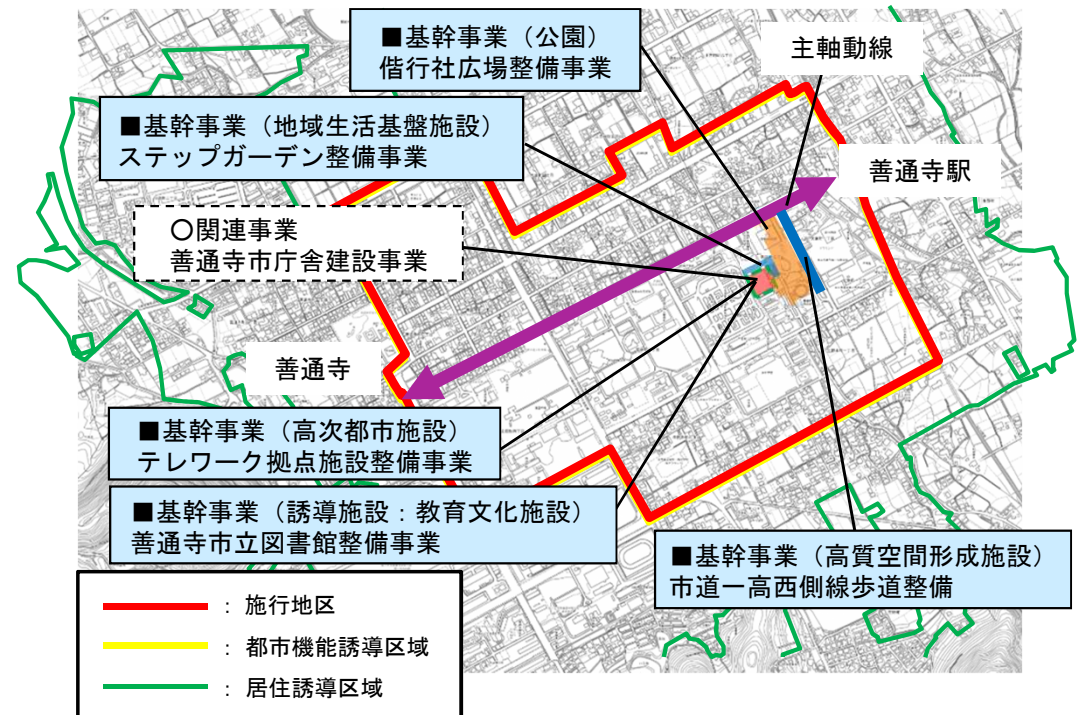 ■基幹事業（公園）
偕行社広場整備事業
主軸動線
■基幹事業（地域生活基盤施設）
ステップガーデン整備事業
善通寺駅
〇関連事業
善通寺市庁舎建設事業
善通寺
■基幹事業（高次都市施設）
テレワーク拠点施設整備事業
■基幹事業（誘導施設：教育文化施設）
善通寺市立図書館整備事業
■基幹事業（高質空間形成施設）
市道一高西側線歩道整備
：施行地区
：都市機能誘導区域
：居住誘導区域